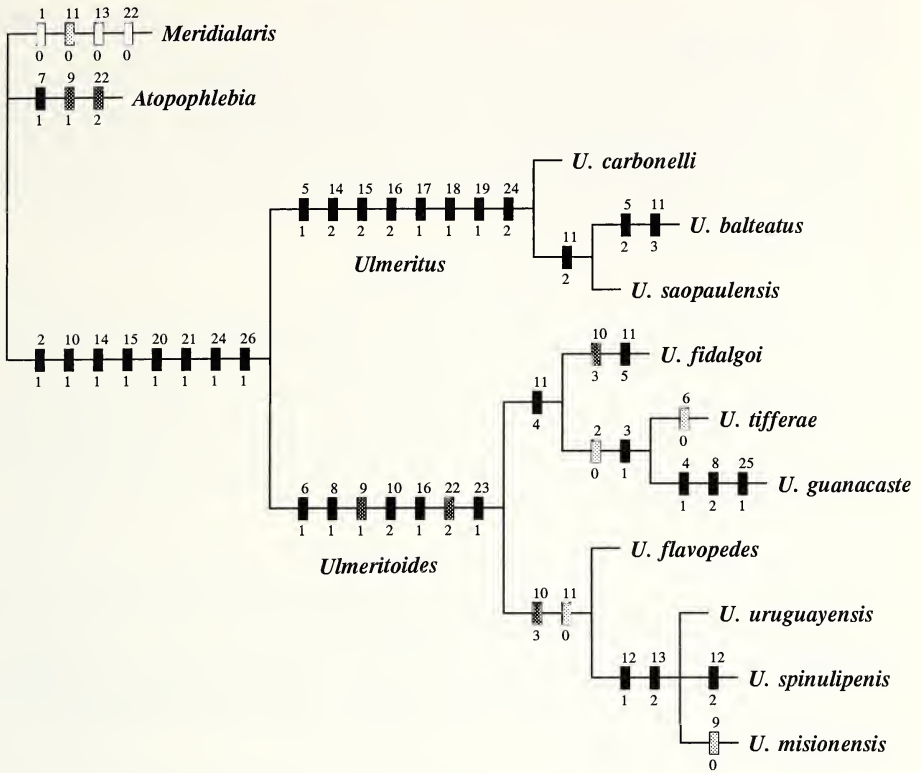 1 11 13 22
Meridialaris
0 0 0 0
7 9 22
Atopophlebia
1 1 2
U. carbonelli
5 14 15 16 17 18 19 24
1 2 2 2 1 1 1 2
Ulmeritus
5 11
U. balteatus
2 3
11
2
U. saopaulensis
2 10 14 15 20 21 24 26
1 1 1 1 1 1 1 1
10 11
U. fidalgoi
3 5
11
4
6
U. tifferae
0
2 3
0 1
4 8 25
U. guanacaste
1 2 1
6 8 9 10 16 22 23
1 1 1 2 1 2 1
Ulmeritoides
U. flavopedes
10 11
3 0
U. uruguayensis
12 13
1 2
12
U. spinulipenis
2
9
U. misionensis
0